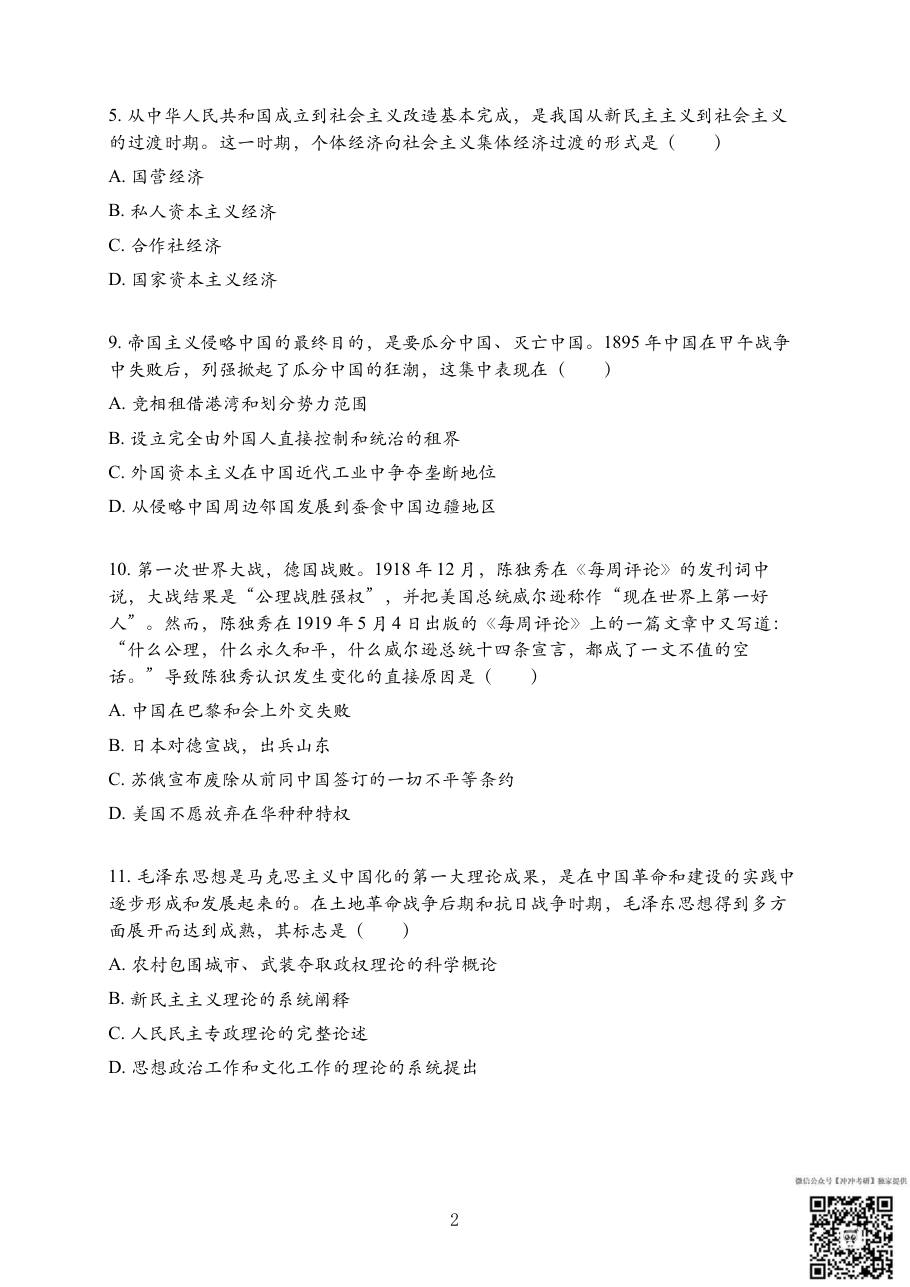 5. 从中华人民共和国成立到社会主义改造基本完成，是我国从新民主主义到社会主义
的过渡时期。这一时期，个体经济向社会主义集体经济过渡的形式是（　　）
A. 国营经济
B. 私人资本主义经济
C. 合作社经济
D. 国家资本主义经济
9. 帝国主义侵略中国的最终目的，是要瓜分中国、灭亡中国。1895 年中国在甲午战争
中失败后，列强掀起了瓜分中国的狂潮，这集中表现在（　　）
A. 竞相租借港湾和划分势力范围
B. 设立完全由外国人直接控制和统治的租界
C. 外国资本主义在中国近代工业中争夺垄断地位
D. 从侵略中国周边邻国发展到蚕食中国边疆地区
10. 第一次世界大战，德国战败。1918 年 12 月，陈独秀在《每周评论》的发刊词中
说，大战结果是“公理战胜强权”，并把美国总统威尔逊称作“现在世界上第一好
人”。然而，陈独秀在 1919 年 5 月 4 日出版的《每周评论》上的一篇文章中又写道：
“什么公理，什么永久和平，什么威尔逊总统十四条宣言，都成了一文不值的空
话。”导致陈独秀认识发生变化的直接原因是（　　）
A. 中国在巴黎和会上外交失败
B. 日本对德宣战，出兵山东
C. 苏俄宣布废除从前同中国签订的一切不平等条约
D. 美国不愿放弃在华种种特权
11. 毛泽东思想是马克思主义中国化的第一大理论成果，是在中国革命和建设的实践中
逐步形成和发展起来的。在土地革命战争后期和抗日战争时期，毛泽东思想得到多方
面展开而达到成熟，其标志是（　　）
A. 农村包围城市、武装夺取政权理论的科学概论
B. 新民主主义理论的系统阐释
C. 人民民主专政理论的完整论述
D. 思想政治工作和文化工作的理论的系统提出
微信公众号【冲冲考研】独家提供
2